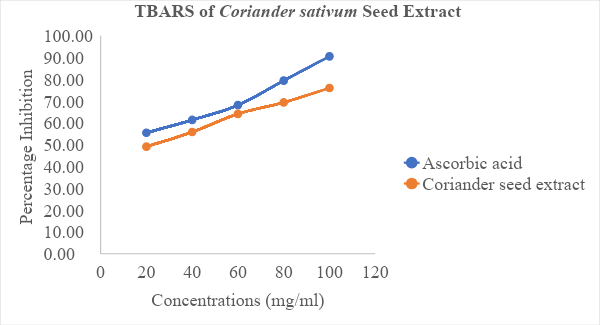 TBARS of Coriander sativum Seed Extract
100.00
90.00
80.00
70.00
60.00
50.00
40.00
30.00
20.00
10.00
0.00
Percentage Inhibition
0 20 40 60 80 100 120
Concentrations (mg/ml)
Ascorbic acid
Coriander seed extract